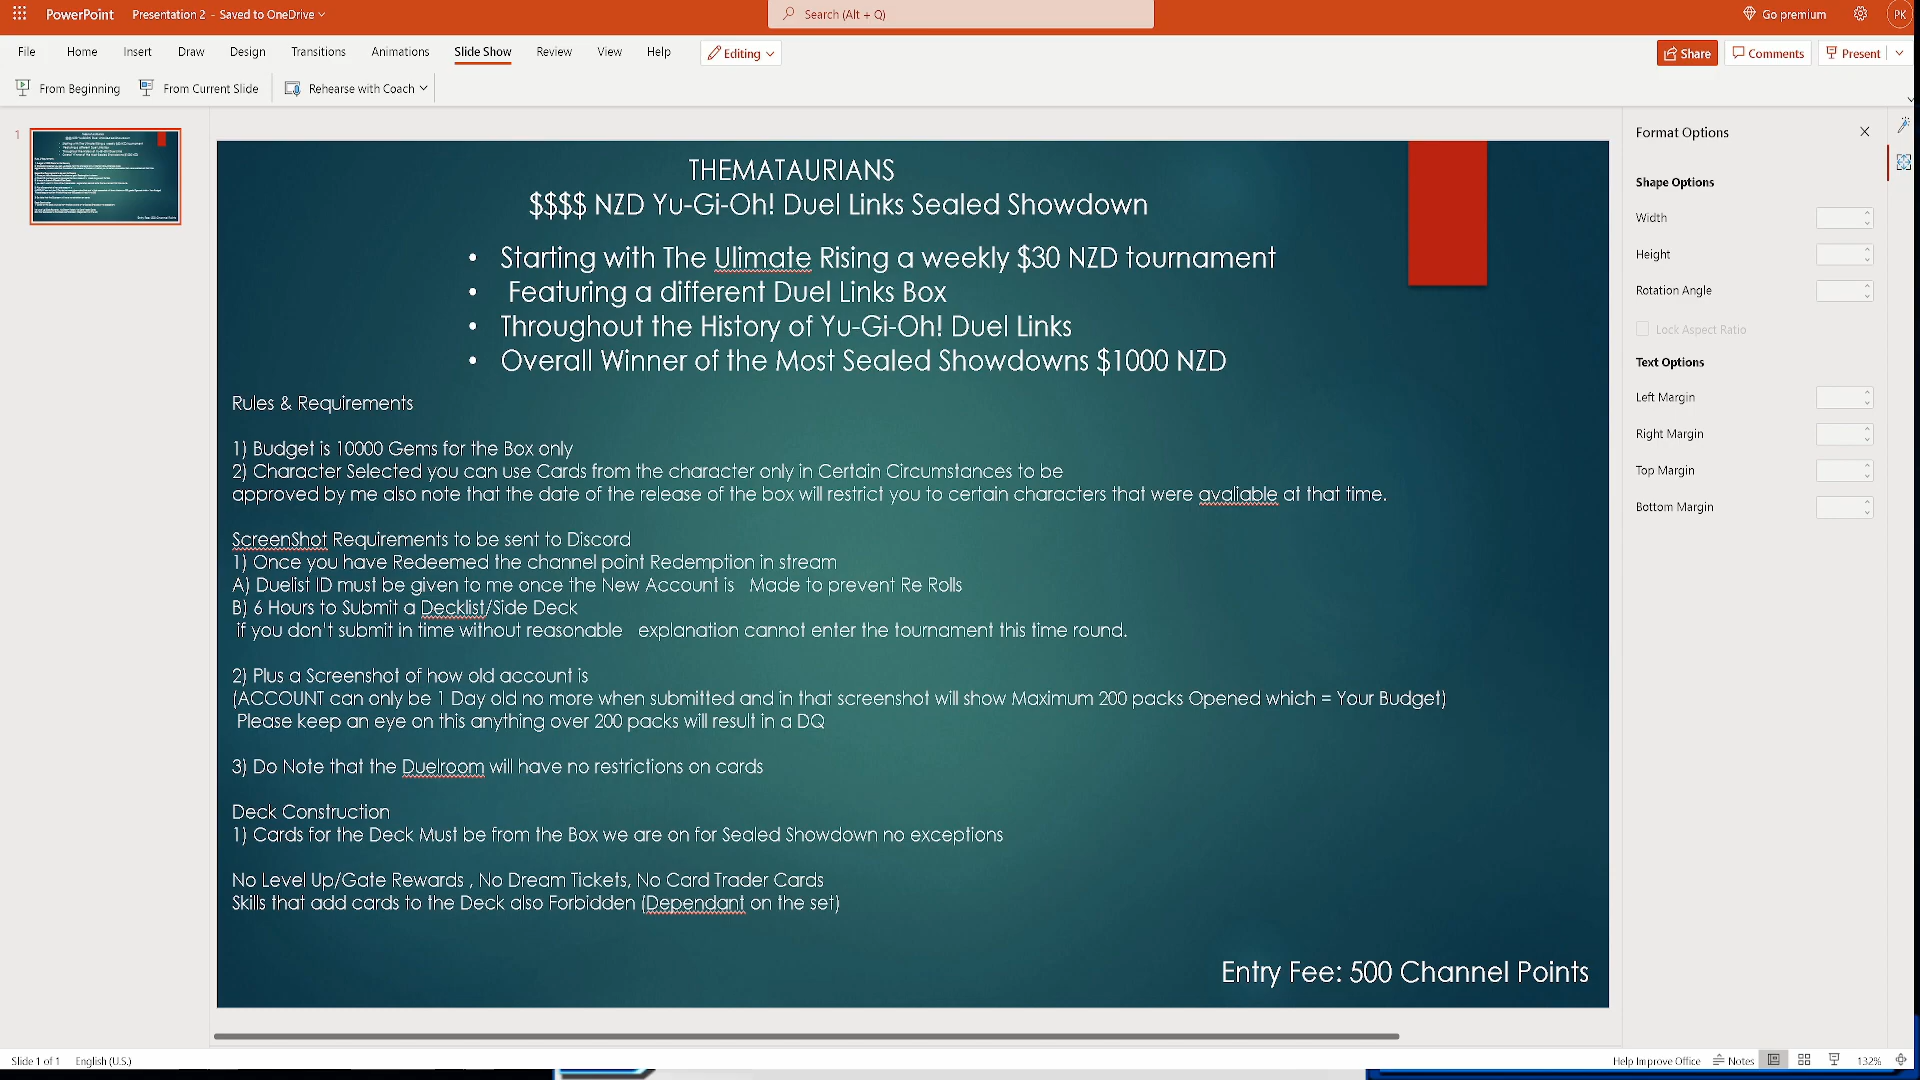 PowerPoint Presentation 2 - Saved to OneDrive
Search (Alt + Q)
Go premium
PK
File Home Insert Draw Design Transitions Animations Slide Show Review View Help Editing
Share Comments Present
From Beginning From Current Slide Rehearse with Coach
1
THEMATAURIANS
$$$$ NZD Yu-Gi-Oh! Duel Links Sealed Showdown
• Starting with The Ulimate Rising a weekly $30 NZD tournament
• Featuring a different Duel Links Box
• Throughout the History of Yu-Gi-Oh! Duel Links
• Overall Winner of the Most Sealed Showdowns $1000 NZD
Rules & Requirements
1) Budget is 10000 Gems for the Box only
2) Character Selected you can use Cards from the character only in Certain Circumstances to be
approved by me also note that the date of the release of the box will restrict you to certain characters that were avaliable at that time.
ScreenShot Requirements to be sent to Discord
1) Once you have Redeemed the channel point Redemption in stream
A) Duelist ID must be given to me once the New Account is Made to prevent Re Rolls
B) 6 Hours to Submit a Decklist/Side Deck
if you don't submit in time without reasonable explanation cannot enter the tournament this time round.
2) Plus a Screenshot of how old account is
(ACCOUNT can only be 1 Day old no more when submitted and in that screenshot will show Maximum 200 packs Opened which = Your Budget)
Please keep an eye on this anything over 200 packs will result in a DQ
3) Do Note that the Duelroom will have no restrictions on cards
Deck Construction
1) Cards for the Deck Must be from the Box we are on for Sealed Showdown no exceptions
No Level Up/Gate Rewards , No Dream Tickets, No Card Trader Cards
Skills that add cards to the Deck also Forbidden (Dependant on the set)
Entry Fee: 500 Channel Points
Format Options
Shape Options
Width
Height
Rotation Angle
Lock Aspect Ratio
Text Options
Left Margin
Right Margin
Top Margin
Bottom Margin
Slide 1 of 1 English (U.S.)
Help Improve Office Notes 132%